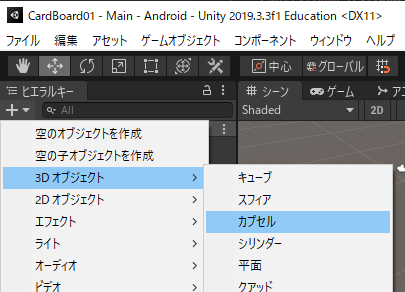 CardBoard01 - Main - Android - Unity 2019.3.3f1 Education <DX11>
ファイル 編集 アセット ゲームオブジェクト コンポーネント ウィンドウ ヘルプ
中心 グローバル
ヒエラルキー
シーン ゲーム
All
Shaded 2D
空のオブジェクトを作成
空の子オブジェクトを作成
3D オブジェクト
2D オブジェクト
エフェクト
ライト
オーディオ
ビデオ
キューブ
スフィア
カプセル
シリンダー
平面
クアッド